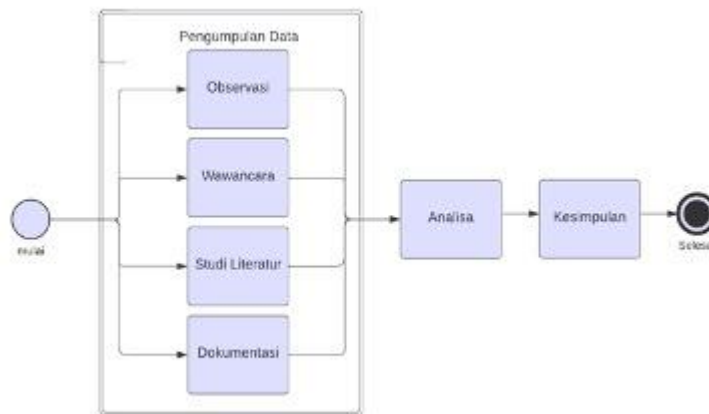 Pengumpulan Data
Observasi
Wawancara
Studi Literatur
Dokumentasi
mulai
Analisa
Kesimpulan
Selesai